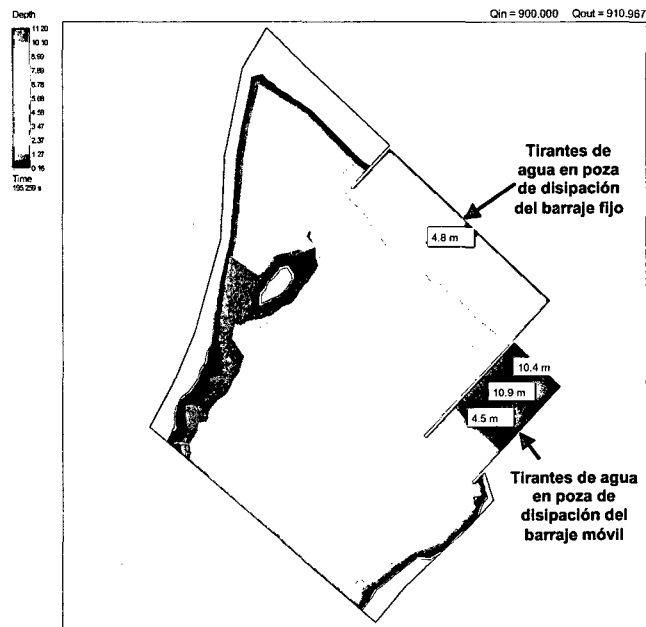 Depth
Qin = 900.000 Qout = 910.967
11.20
10.10
8.99
7.89
6.78
5.68
4.58
3.47
2.37
1.27
0.16
Time
195.259 s
Tirantes de
agua en poza
de disipación
del barraje fijo
4.8 m
10.4 m
10.9 m
4.5 m
Tirantes de agua
en poza de
disipación del
barraje móvil